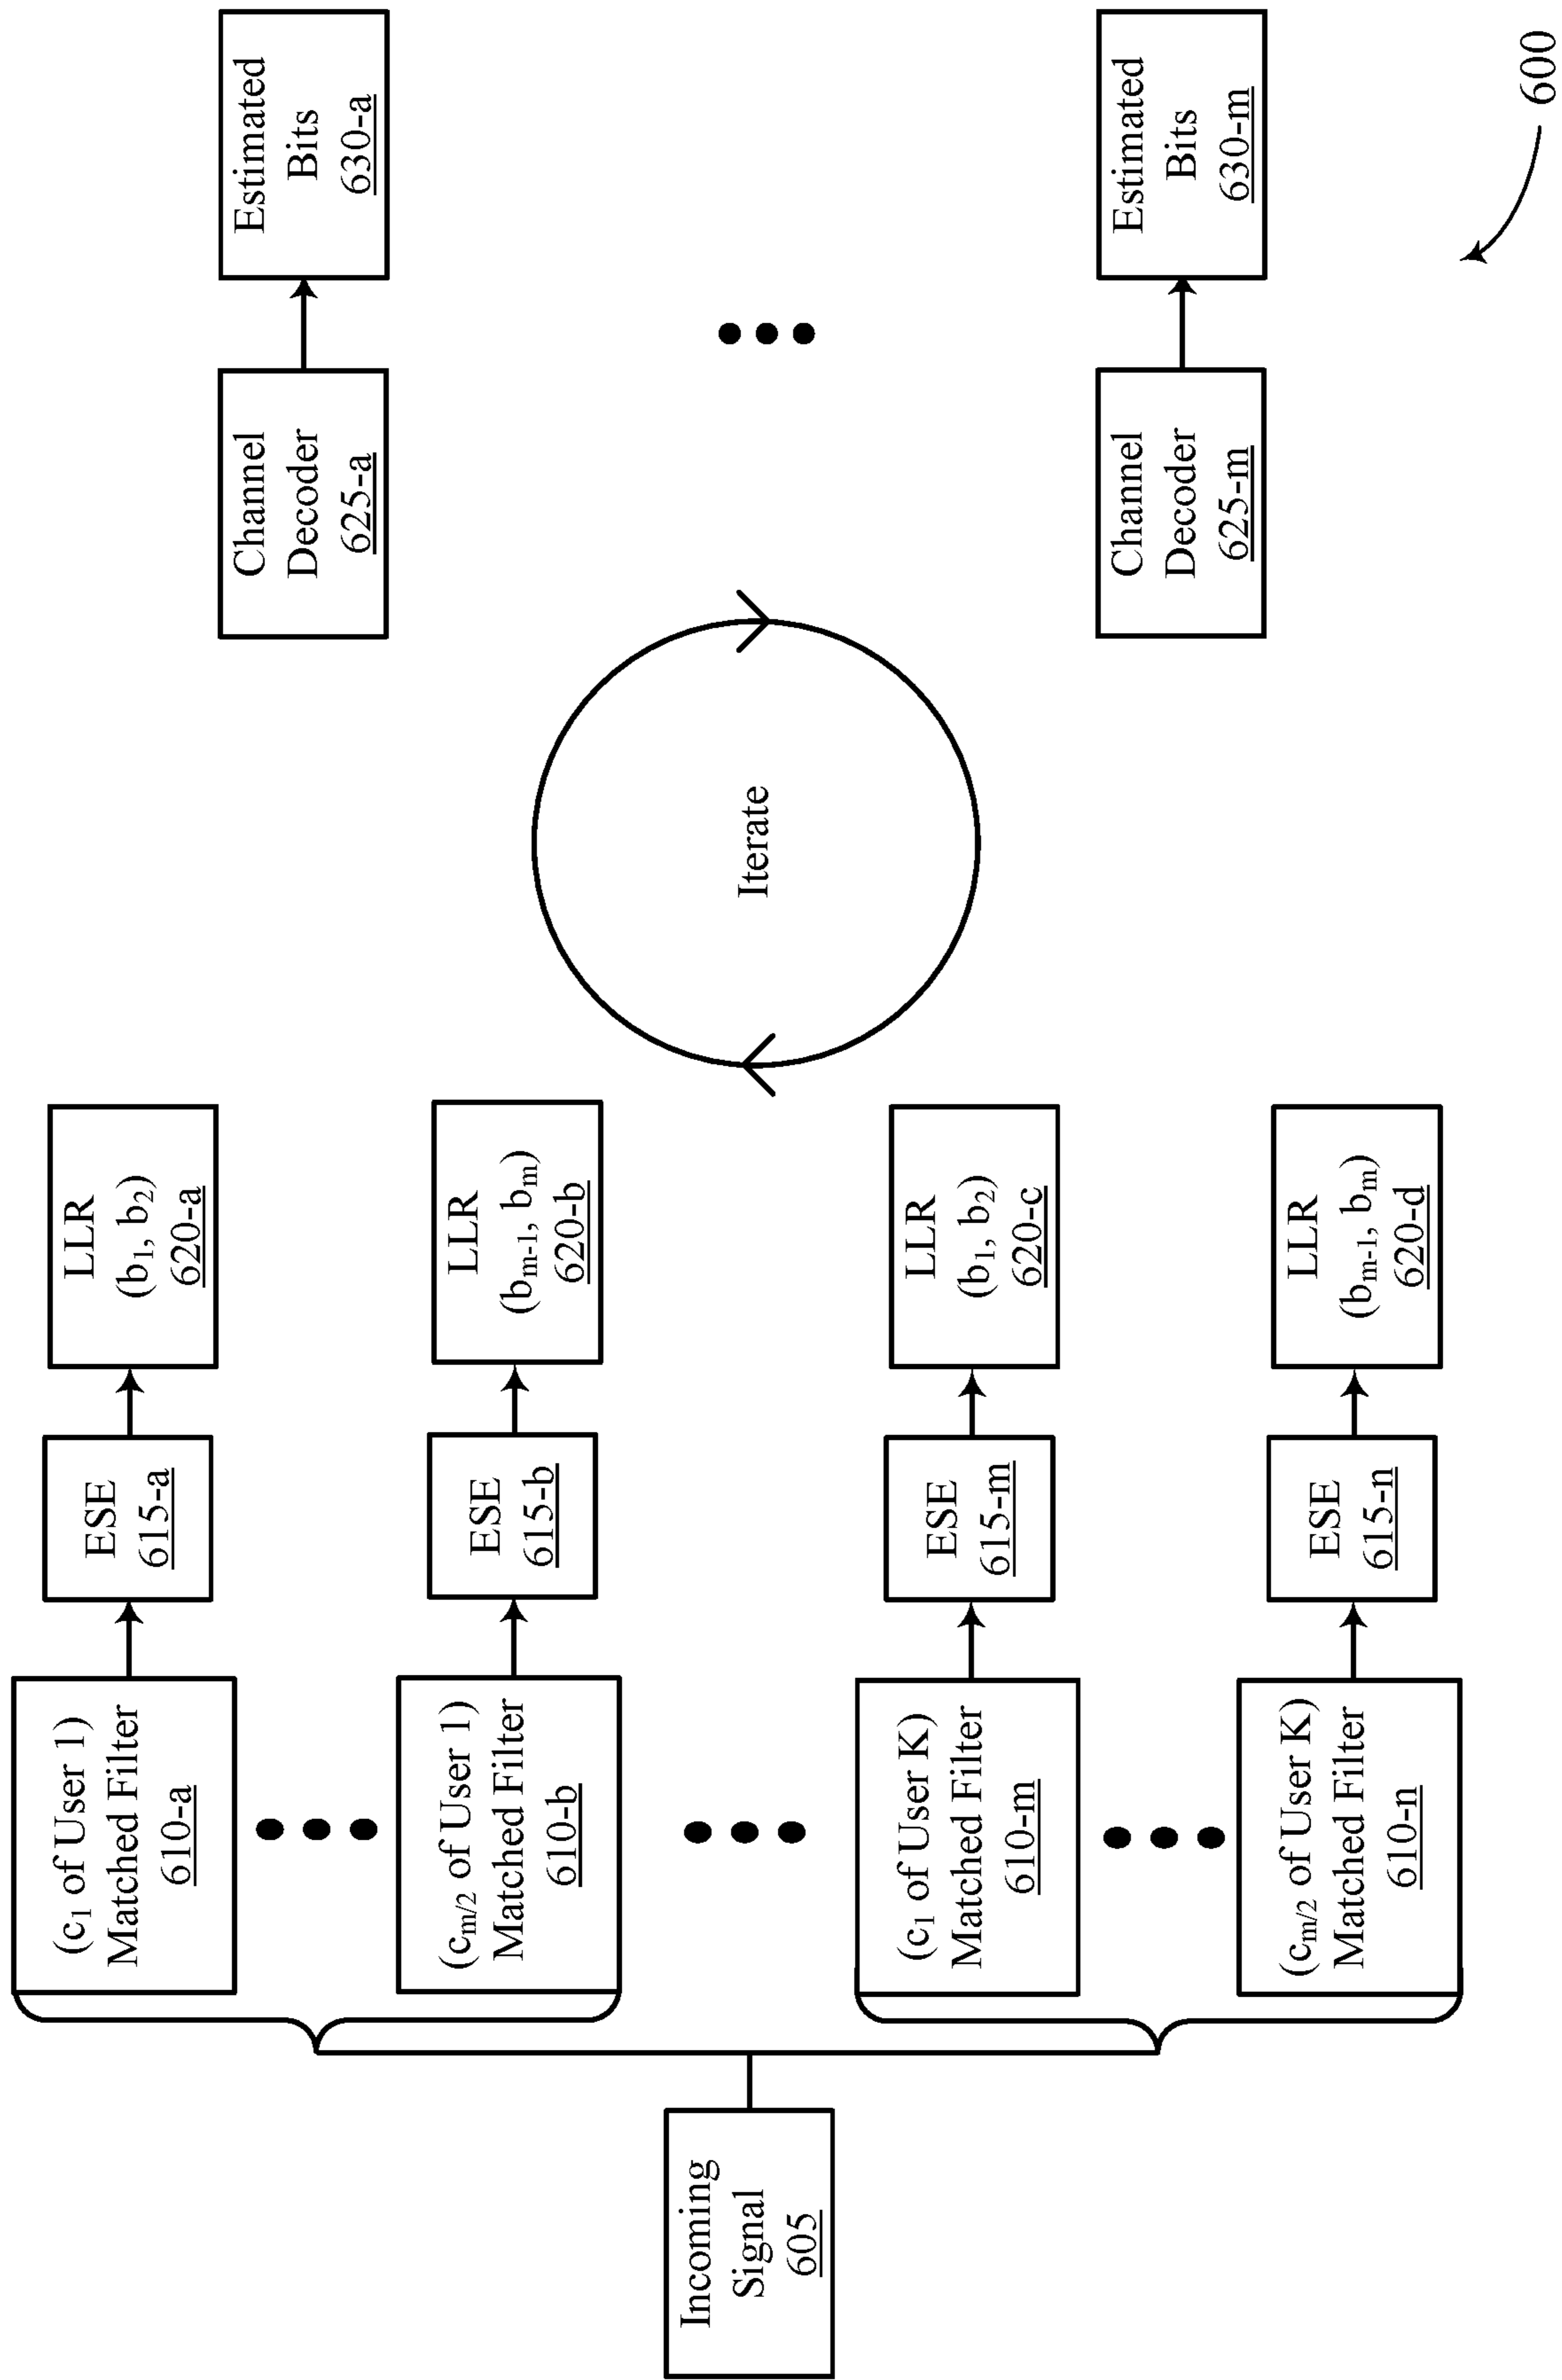 Incoming
Signal
605
(c₁ of User 1)
Matched Filter
610-a
ESE
615-a
LLR
(b₁, b₂)
620-a
(cₘ/₂ of User 1)
Matched Filter
610-b
ESE
615-b
LLR
(bₘ₋₁, bₘ)
620-b
(c₁ of User K)
Matched Filter
610-m
ESE
615-m
LLR
(b₁, b₂)
620-c
(cₘ/₂ of User K)
Matched Filter
610-n
ESE
615-n
LLR
(bₘ₋₁, bₘ)
620-d
Iterate
Channel
Decoder
625-a
Estimated
Bits
630-a
Channel
Decoder
625-m
Estimated
Bits
630-m
600